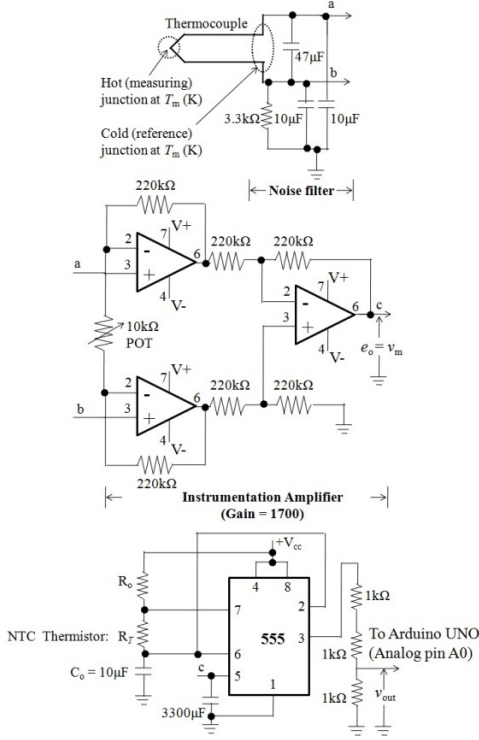 a
Thermocouple
47μF
b
Hot (measuring)
junction at Tm (K)
3.3kΩ 10μF 10μF
Cold (reference)
junction at Tm (K)
Noise filter
220kΩ
7 V+
2 - 6 220kΩ 220kΩ
a 3 +
4 V-
7 V+
2 - 6 c
3 +
4 V-
eo = vm
10kΩ
POT
7 V+
2 - 6 220kΩ 220kΩ
b 3 +
4 V-
220kΩ
Instrumentation Amplifier
(Gain = 1700)
+Vcc
Ro
4 8
7 2
1kΩ
NTC Thermistor: RT
555 3
To Arduino UNO
(Analog pin A0)
1kΩ
6
Co = 10μF
c 5
1
1kΩ
vout
3300μF